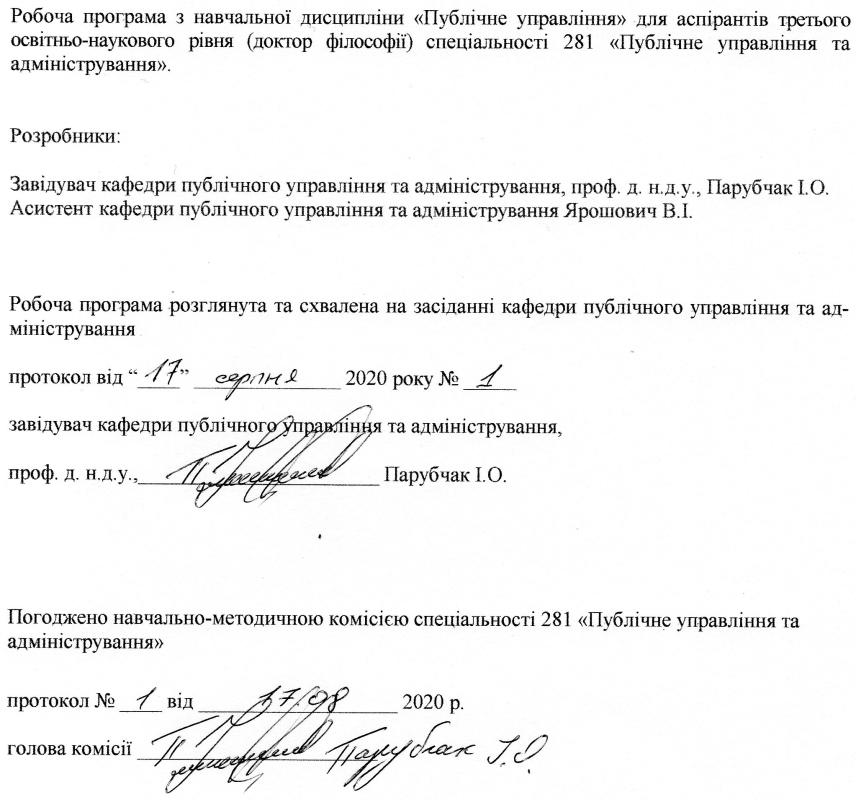 Робоча програма з навчальної дисципліни «Публічне управління» для аспірантів третього
освітньо-наукового рівня (доктор філософії) спеціальності 281 «Публічне управління та
адміністрування».
Розробники:
Завідувач кафедри публічного управління та адміністрування, проф. д. н.д.у., Парубчак І.О.
Асистент кафедри публічного управління та адміністрування Ярошович В.І.
Робоча програма розглянута та схвалена на засіданні кафедри публічного управління та ад-
міністрування
протокол від “17” серпня 2020 року № 1
завідувач кафедри публічного управління та адміністрування,
проф. д. н.д.у., Парубчак І.О.
Погоджено навчально-методичною комісією спеціальності 281 «Публічне управління та
адміністрування»
протокол № 1 від 17.08 2020 р.
голова комісії Парубчак І.О.